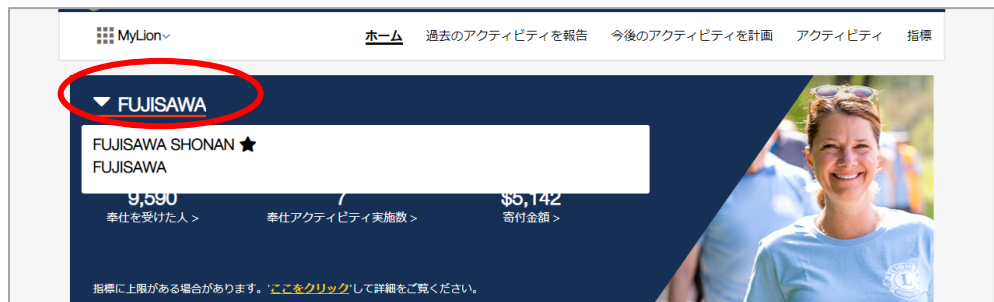 MyLion
ホーム 過去のアクティビティを報告 今後のアクティビティを計画 アクティビティ 指標
FUJISAWA
FUJISAWA SHONAN ★
FUJISAWA
9,590 7 $5,142
奉仕を受けた人 > 奉仕アクティビティ実施数 > 寄付金額 >
指標に上限がある場合があります。'ここをクリック'して詳細をご覧ください。